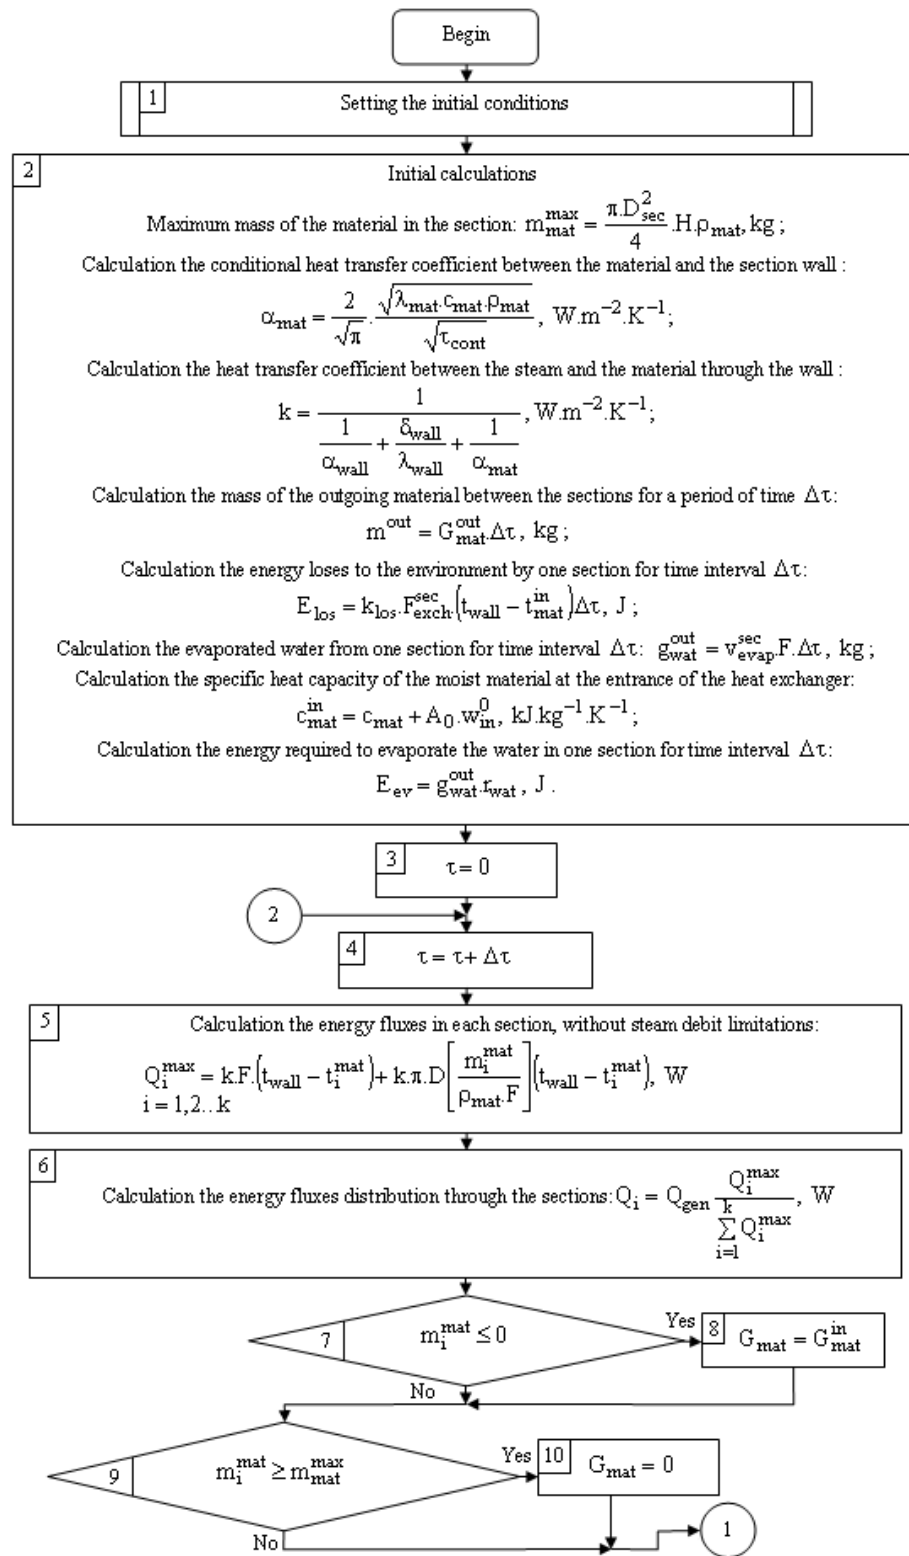 Begin
1
Setting the initial conditions
2
Initial calculations
Maximum mass of the material in the section: m_mat^max = (π.D_sec^2 / 4).H.ρ_mat, kg ;
Calculation the conditional heat transfer coefficient between the material and the section wall :
α_mat = (2 / √π).(√(λ_mat.c_mat.ρ_mat) / √τ_cont), W.m^−2.K^−1;
Calculation the heat transfer coefficient between the steam and the material through the wall :
k = 1 / (1/α_wall + δ_wall/λ_wall + 1/α_mat), W.m^−2.K^−1;
Calculation the mass of the outgoing material between the sections for a period of time Δτ:
m^out = G_mat^out.Δτ, kg ;
Calculation the energy loses to the environment by one section for time interval Δτ:
E_los = k_los.F_exch^sec.(t_wall − t_mat^in)Δτ, J ;
Calculation the evaporated water from one section for time interval Δτ: g_wat^out = v_evap^sec.F.Δτ, kg ;
Calculation the specific heat capacity of the moist material at the entrance of the heat exchanger:
c_mat^in = c_mat + A_0.w_in^0, kJ.kg^−1.K^−1;
Calculation the energy required to evaporate the water in one section for time interval Δτ:
E_ev = g_wat^out.r_wat, J .
3
τ = 0
2
4
τ = τ + Δτ
5
Calculation the energy fluxes in each section, without steam debit limitations:
Q_i^max = k.F.(t_wall − t_i^mat) + k.π.D[m_i^mat / ρ_mat.F](t_wall − t_i^mat), W
i = 1,2..k
6
Calculation the energy fluxes distribution through the sections: Q_i = Q_gen (Q_i^max / ∑_{i=1}^k Q_i^max), W
7
m_i^mat ≤ 0
Yes
8
G_mat = G_mat^in
No
9
m_i^mat ≥ m_mat^max
Yes
10
G_mat = 0
No
1